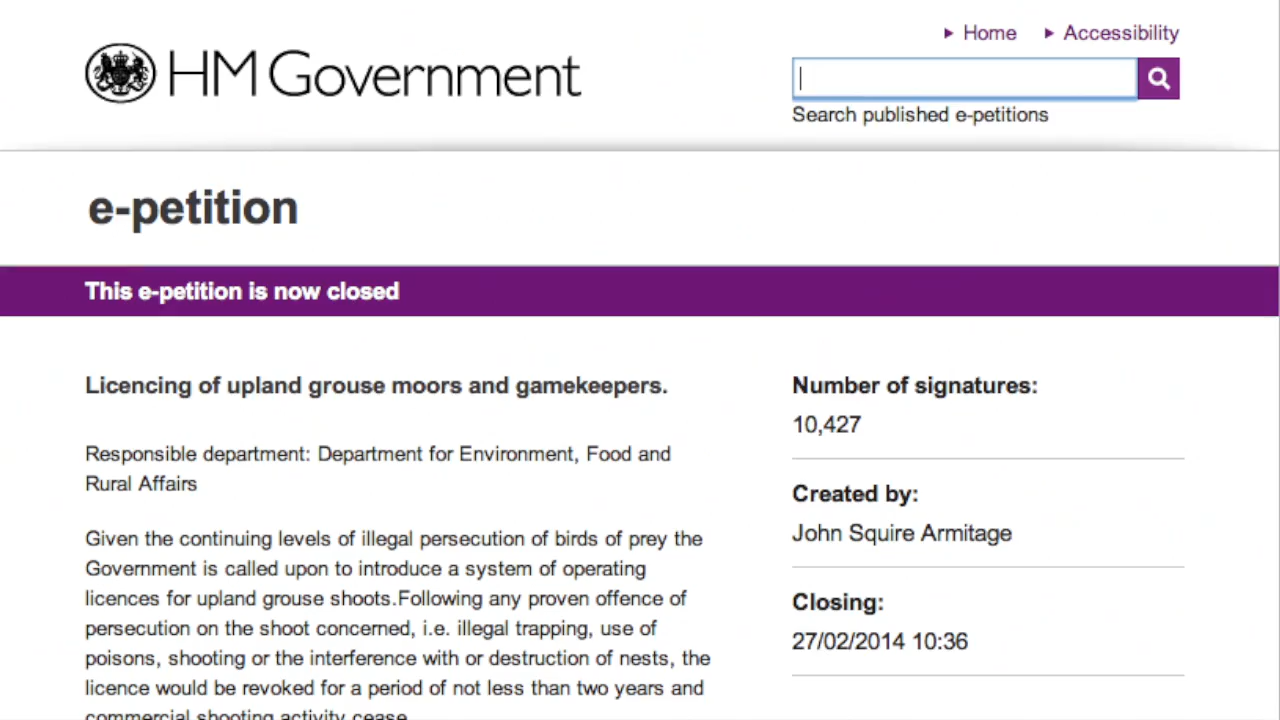 Home Accessibility
HM Government
Search published e-petitions
e-petition
This e-petition is now closed
Licencing of upland grouse moors and gamekeepers.
Responsible department: Department for Environment, Food and
Rural Affairs
Given the continuing levels of illegal persecution of birds of prey the
Government is called upon to introduce a system of operating
licences for upland grouse shoots.Following any proven offence of
persecution on the shoot concerned, i.e. illegal trapping, use of
poisons, shooting or the interference with or destruction of nests, the
licence would be revoked for a period of not less than two years and
commercial shooting activity cease.
Number of signatures:
10,427
Created by:
John Squire Armitage
Closing:
27/02/2014 10:36